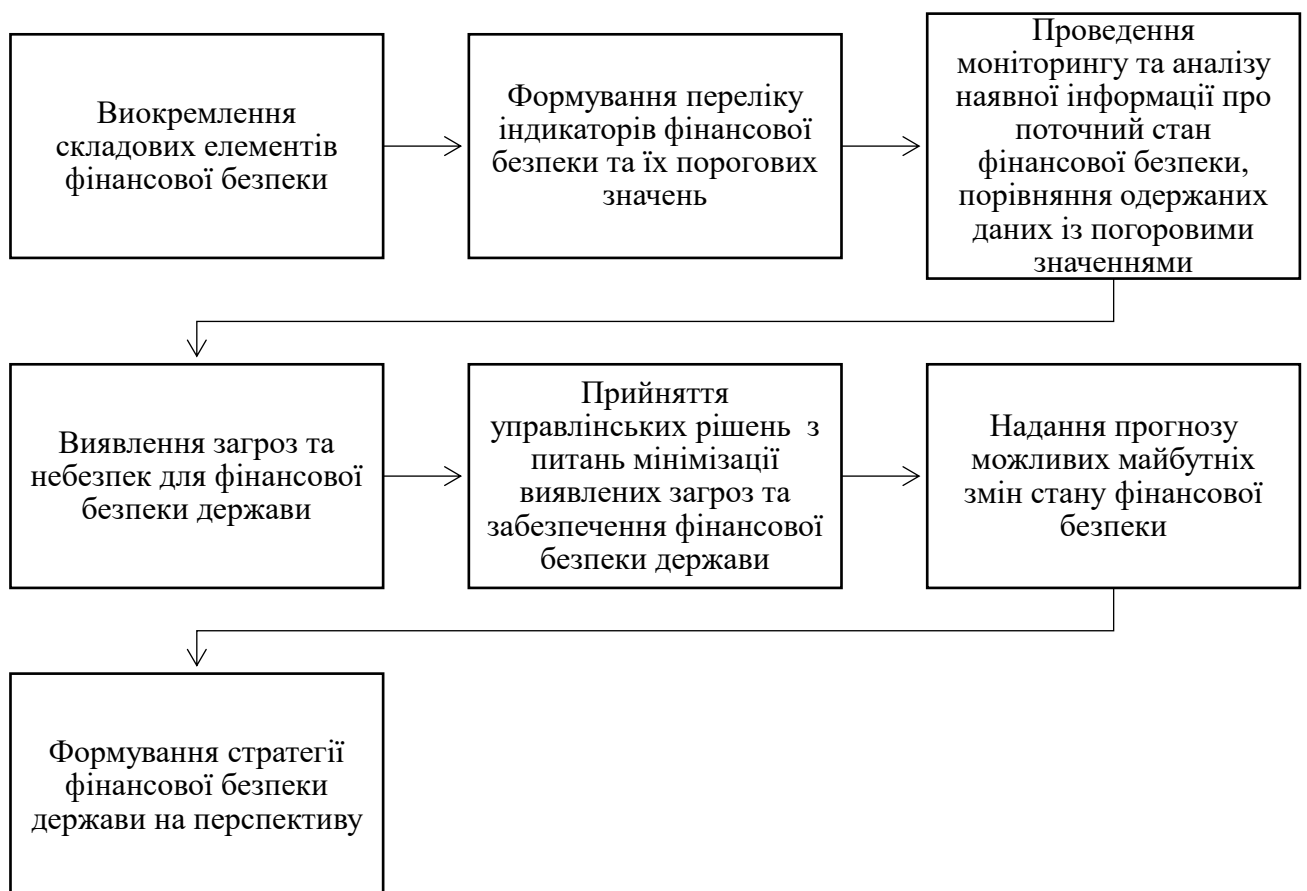 Виокремлення
складових елементів
фінансової безпеки
Формування переліку
індикаторів фінансової
безпеки та їх порогових
значень
Проведення
моніторингу та аналізу
наявної інформації про
поточний стан
фінансової безпеки,
порівняння одержаних
даних із погоровими
значеннями
Виявлення загроз та
небезпек для фінансової
безпеки держави
Прийняття
управлінських рішень  з
питань мінімізації
виявлених загроз та
забезпечення фінансової
безпеки держави
Надання прогнозу
можливих майбутніх
змін стану фінансової
безпеки
Формування стратегії
фінансової безпеки
держави на перспективу